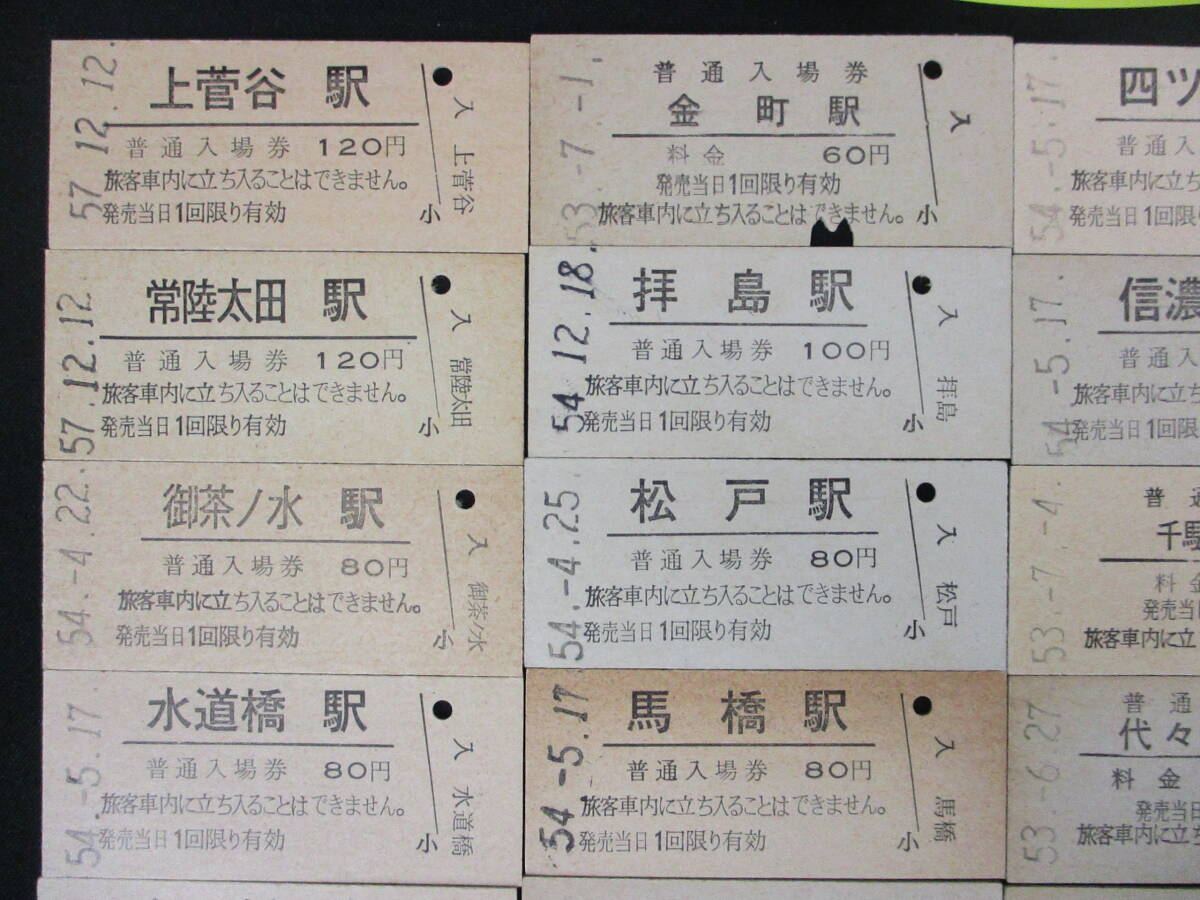 57.12.12.
上菅谷 駅
普通入場券 120円
旅客車内に立ち入ることはできません。
発売当日1回限り有効
小
入
上菅谷
53.-7.-1.
普通入場券
金町駅
料金 60円
発売当日1回限り有効
旅客車内に立ち入ることはできません。
小
入
54.-5.17.
四ツ
普通入
旅客車内に立ち
発売当日1回限
57.12.12
常陸太田 駅
普通入場券 120円
旅客車内に立ち入ることはできません。
発売当日1回限り有効
小
入
常陸太田
54.12.18.
拝島駅
普通入場券 100円
旅客車内に立ち入ることはできません。
発売当日1回限り有効
小
入
拝島
54.-5.17.
信濃
普通入
旅客車内に立ち
発売当日1回限
54.-4.22.
御茶ノ水 駅
普通入場券 80円
旅客車内に立ち入ることはできません。
発売当日1回限り有効
小
入
御茶ノ水
54.-4.25.
松戸駅
普通入場券 80円
旅客車内に立ち入ることはできません。
発売当日1回限り有効
小
入
松戸
53.-7.-4.
普通
千駄
料金
発売当日
旅客車内に立
54.-5.17
水道橋 駅
普通入場券 80円
旅客車内に立ち入ることはできません。
発売当日1回限り有効
小
入
水道橋
54.-5.17
馬橋駅
普通入場券 80円
旅客車内に立ち入ることはできません。
発売当日1回限り有効
小
入
馬橋
53.-6.27
普通
代々
料金
発売当日
旅客車内に立